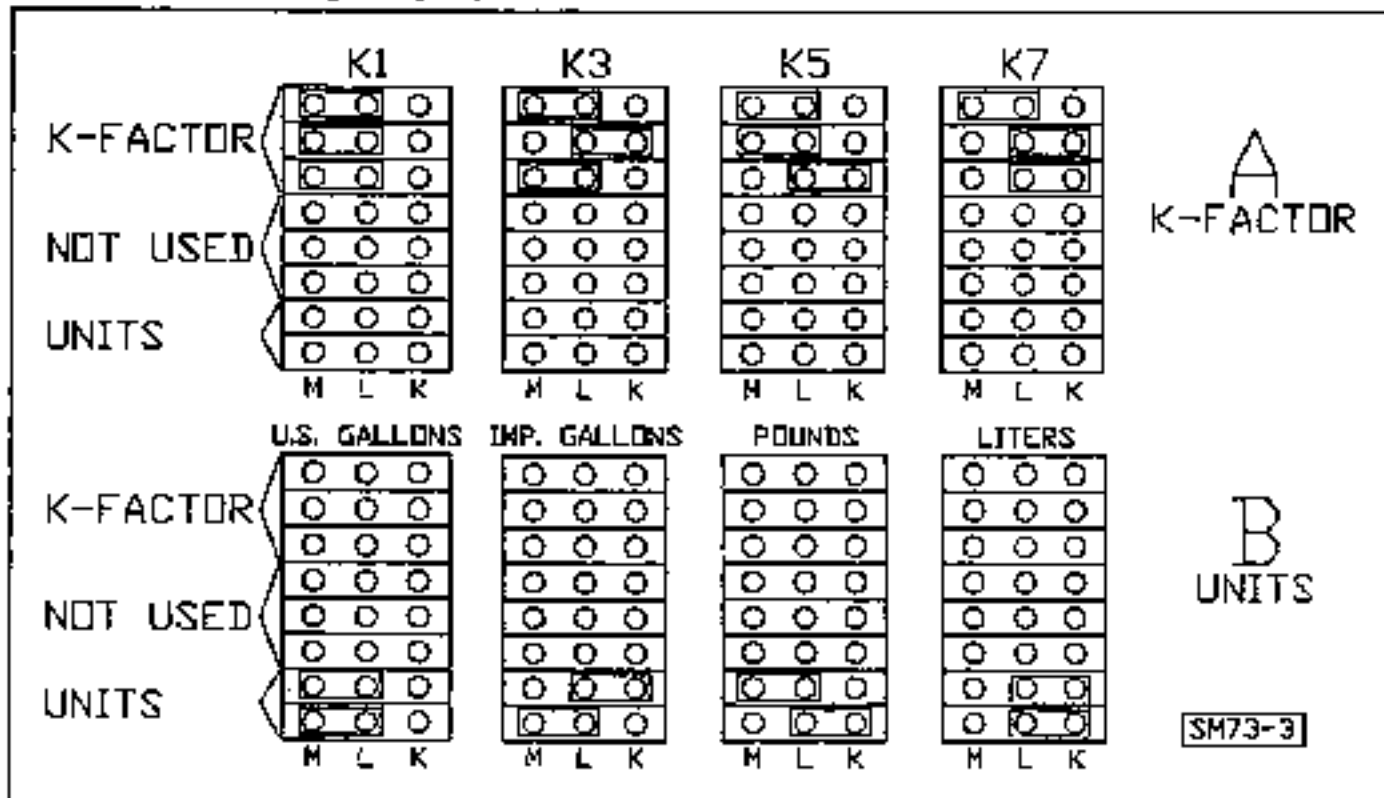 K1 K3 K5 K7
K-FACTOR
NOT USED
UNITS
M L K M L K M L K M L K
A
K-FACTOR
U.S. GALLONS IMP. GALLONS POUNDS LITERS
K-FACTOR
NOT USED
UNITS
M L K M L K M L K M L K
B
UNITS
SM73-3